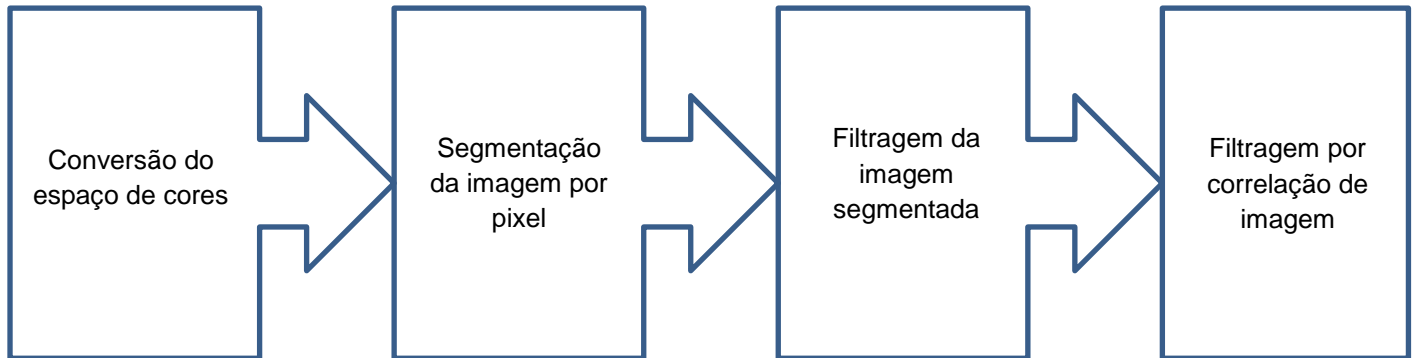 Conversão do
espaço de cores
Segmentação
da imagem por
pixel
Filtragem da
imagem
segmentada
Filtragem por
correlação de
imagem